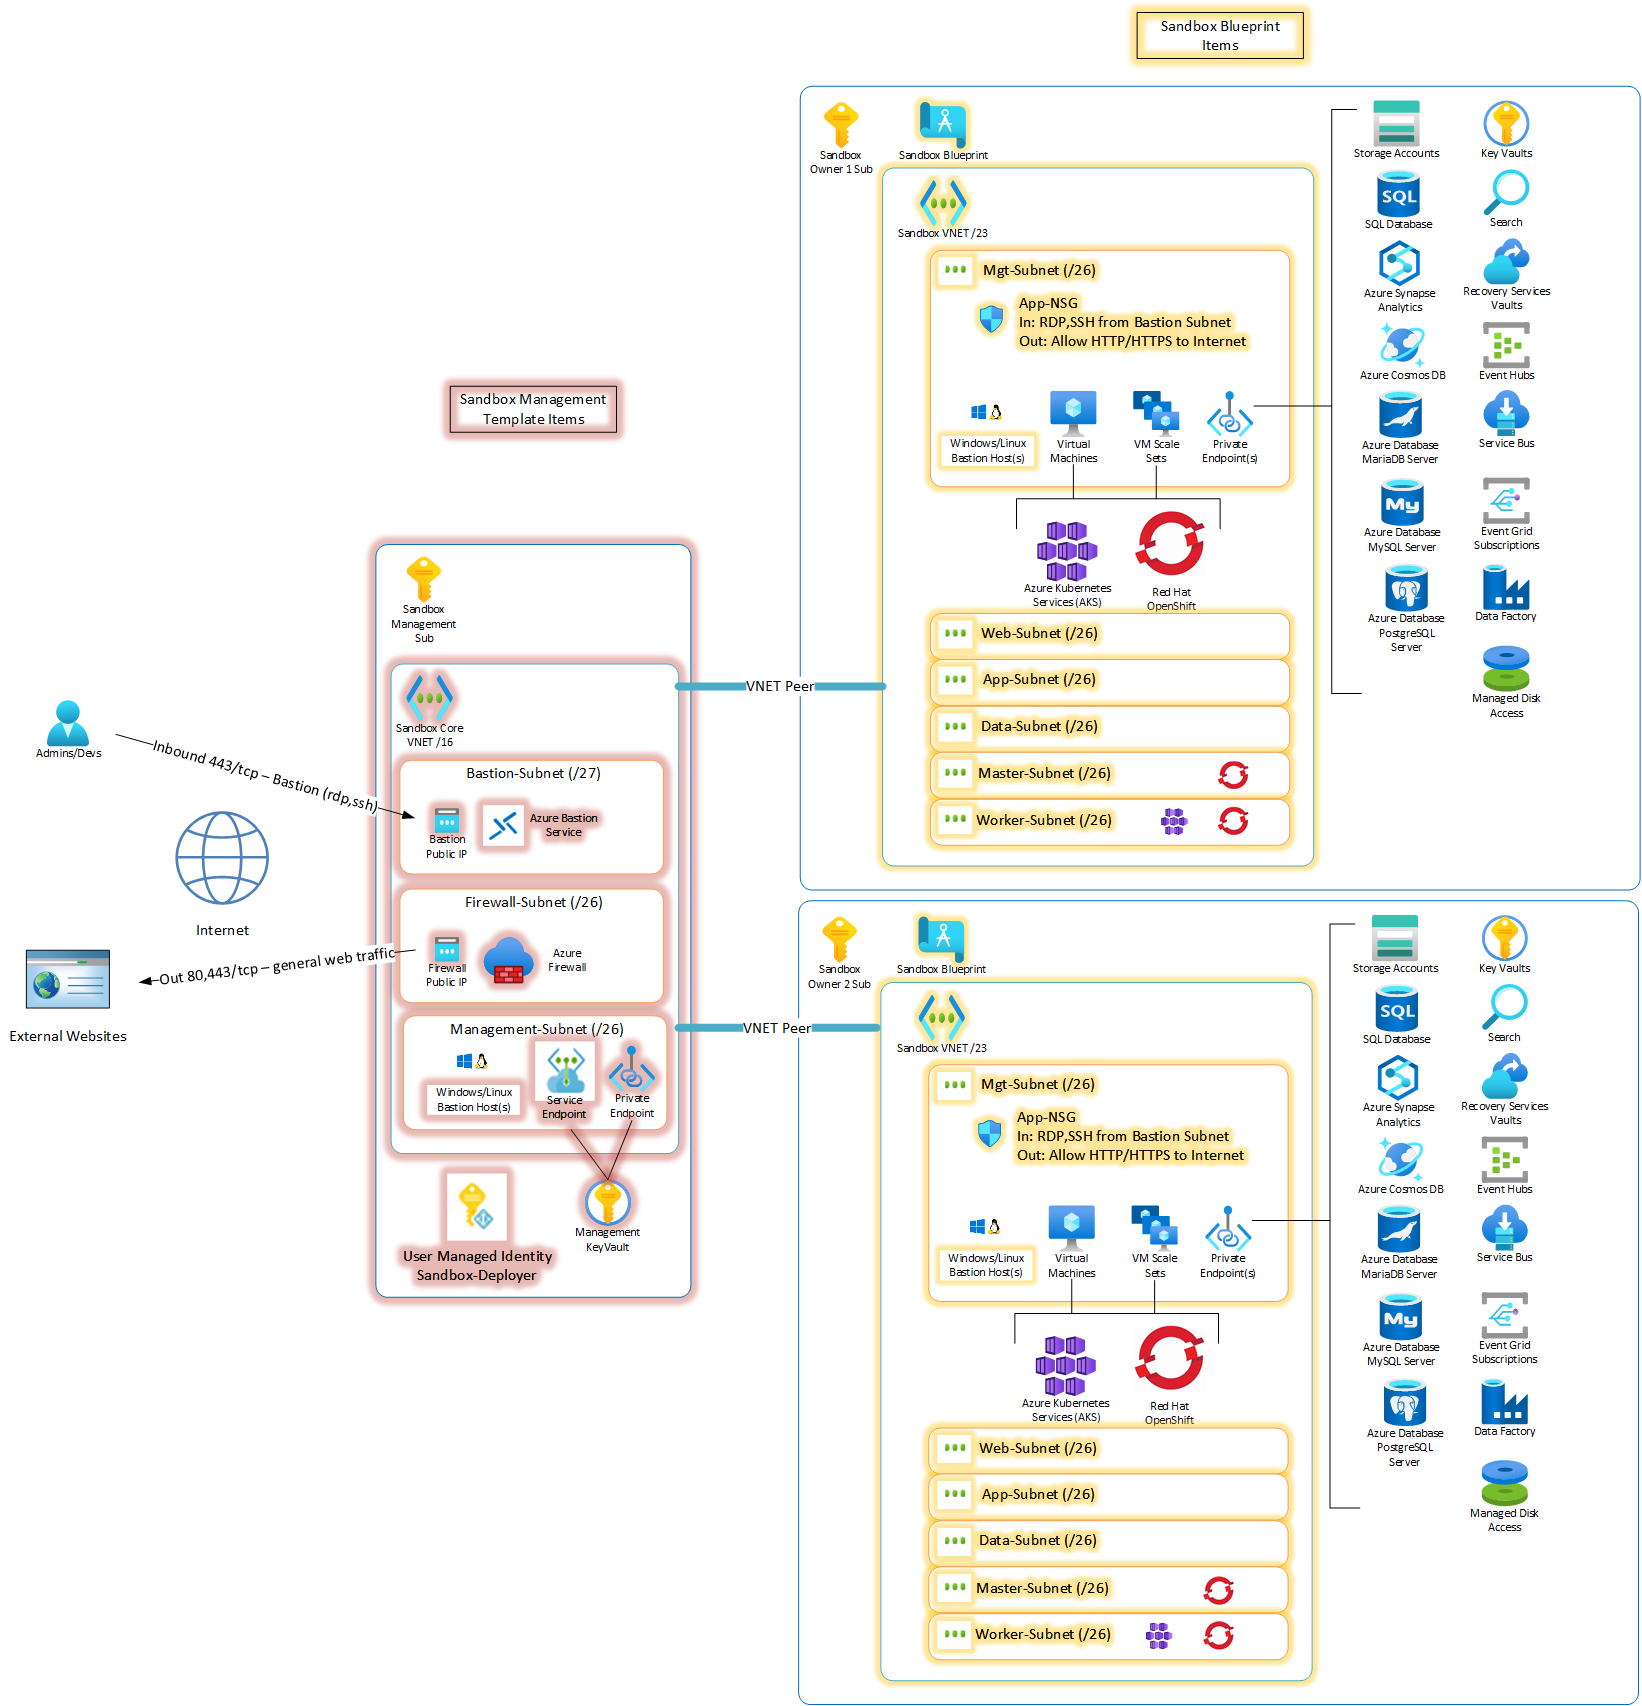 Sandbox Blueprint
Items
Sandbox
Owner 1 Sub
Sandbox Blueprint
Sandbox VNET /23
Mgt-Subnet (/26)
App-NSG
In: RDP,SSH from Bastion Subnet
Out: Allow HTTP/HTTPS to Internet
Windows/Linux
Bastion Host(s)
Virtual
Machines
VM Scale
Sets
Private
Endpoint(s)
Azure Kubernetes
Services (AKS)
Red Hat
OpenShift
Web-Subnet (/26)
App-Subnet (/26)
Data-Subnet (/26)
Master-Subnet (/26)
Worker-Subnet (/26)
Storage Accounts
Key Vaults
SQL
SQL Database
Search
Azure Synapse
Analytics
Recovery Services
Vaults
Azure Cosmos DB
Event Hubs
Azure Database
MariaDB Server
Service Bus
My
Azure Database
MySQL Server
Event Grid
Subscriptions
Azure Database
PostgreSQL
Server
Data Factory
Managed Disk
Access
Sandbox Management
Template Items
Sandbox
Management
Sub
Sandbox Core
VNET /16
VNET Peer
Admins/Devs
Inbound 443/tcp – Bastion (rdp,ssh)
Bastion-Subnet (/27)
Bastion
Public IP
Azure Bastion
Service
Internet
Firewall-Subnet (/26)
Firewall
Public IP
Azure
Firewall
Out 80,443/tcp – general web traffic
External Websites
Management-Subnet (/26)
Windows/Linux
Bastion Host(s)
Service
Endpoint
Private
Endpoint
VNET Peer
User Managed Identity
Sandbox-Deployer
Management
KeyVault
Sandbox
Owner 2 Sub
Sandbox Blueprint
Sandbox VNET /23
Mgt-Subnet (/26)
App-NSG
In: RDP,SSH from Bastion Subnet
Out: Allow HTTP/HTTPS to Internet
Windows/Linux
Bastion Host(s)
Virtual
Machines
VM Scale
Sets
Private
Endpoint(s)
Azure Kubernetes
Services (AKS)
Red Hat
OpenShift
Web-Subnet (/26)
App-Subnet (/26)
Data-Subnet (/26)
Master-Subnet (/26)
Worker-Subnet (/26)
Storage Accounts
Key Vaults
SQL
SQL Database
Search
Azure Synapse
Analytics
Recovery Services
Vaults
Azure Cosmos DB
Event Hubs
Azure Database
MariaDB Server
Service Bus
My
Azure Database
MySQL Server
Event Grid
Subscriptions
Azure Database
PostgreSQL
Server
Data Factory
Managed Disk
Access